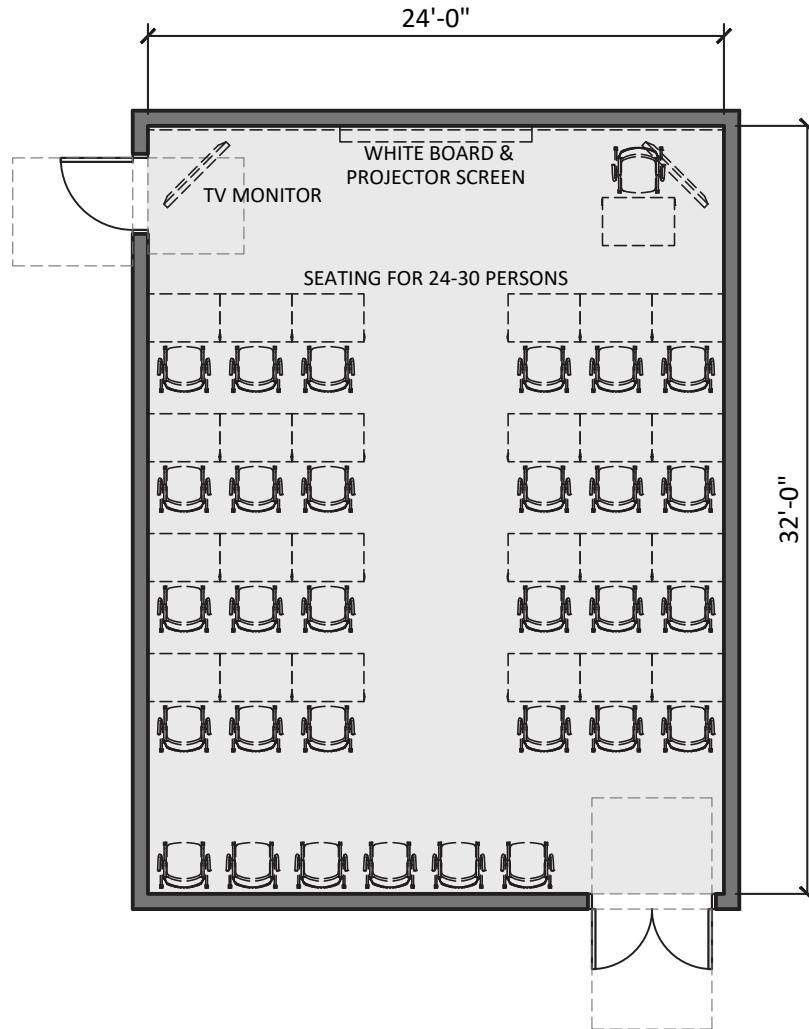 24'-0"
WHITE BOARD &
PROJECTOR SCREEN
TV MONITOR
SEATING FOR 24-30 PERSONS
32'-0"